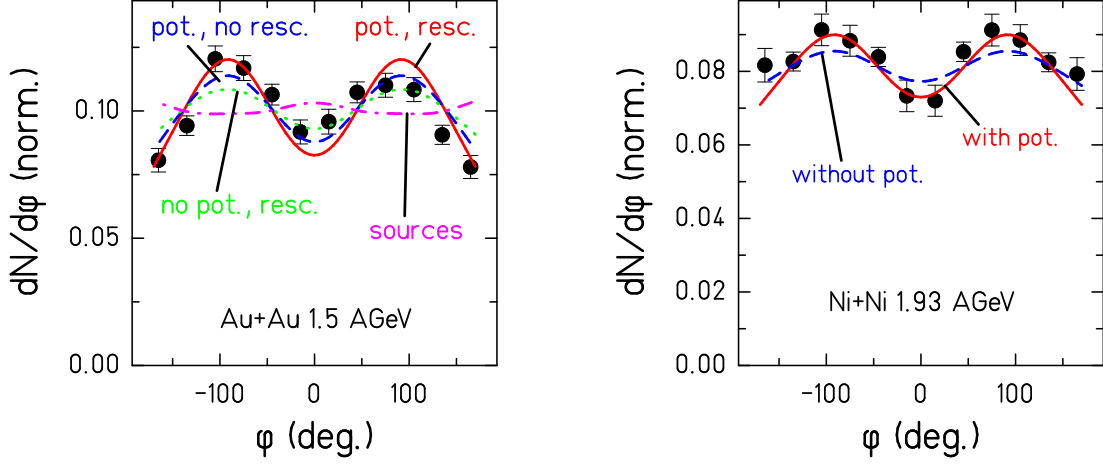 pot., no resc.
pot., resc.
0.10
no pot., resc.
sources
0.05
Au+Au 1.5 AGeV
0.00
-100
0
100
φ (deg.)
dN/dφ (norm.)
0.08
with pot.
without pot.
0.06
0.04
0.02
Ni+Ni 1.93 AGeV
0.00
-100
0
100
φ (deg.)
dN/dφ (norm.)